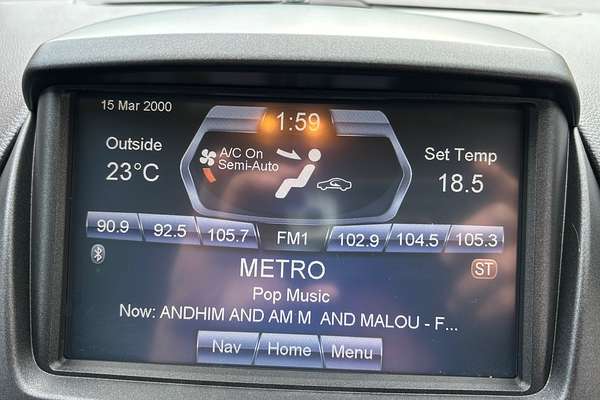 15 Mar 2000
1:59
Outside
23°C
A/C On
Semi-Auto
Set Temp
18.5
90.9 92.5 105.7 FM1 102.9 104.5 105.3
METRO
ST
Pop Music
Now: ANDHIM AND AM M AND MALOU - F...
Nav Home Menu